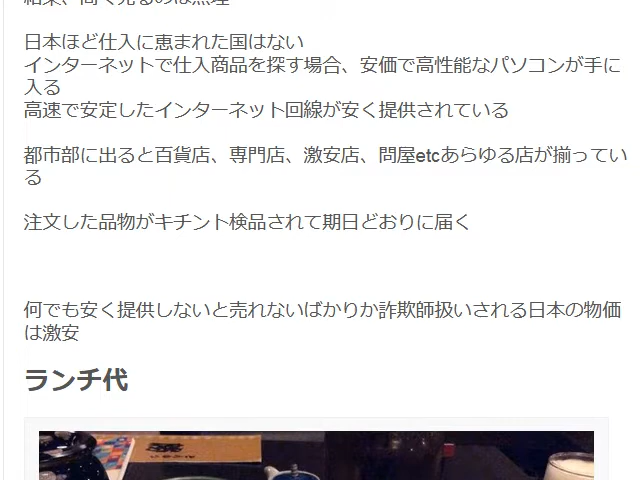 日本ほど仕入に恵まれた国はない
インターネットで仕入商品を探す場合、安価で高性能なパソコンが手に
入る
高速で安定したインターネット回線が安く提供されている
都市部に出ると百貨店、専門店、激安店、問屋etcあらゆる店が揃ってい
る
注文した品物がキチント検品されて期日どおりに届く
何でも安く提供しないと売れないばかりか詐欺師扱いされる日本の物価
は激安
ランチ代